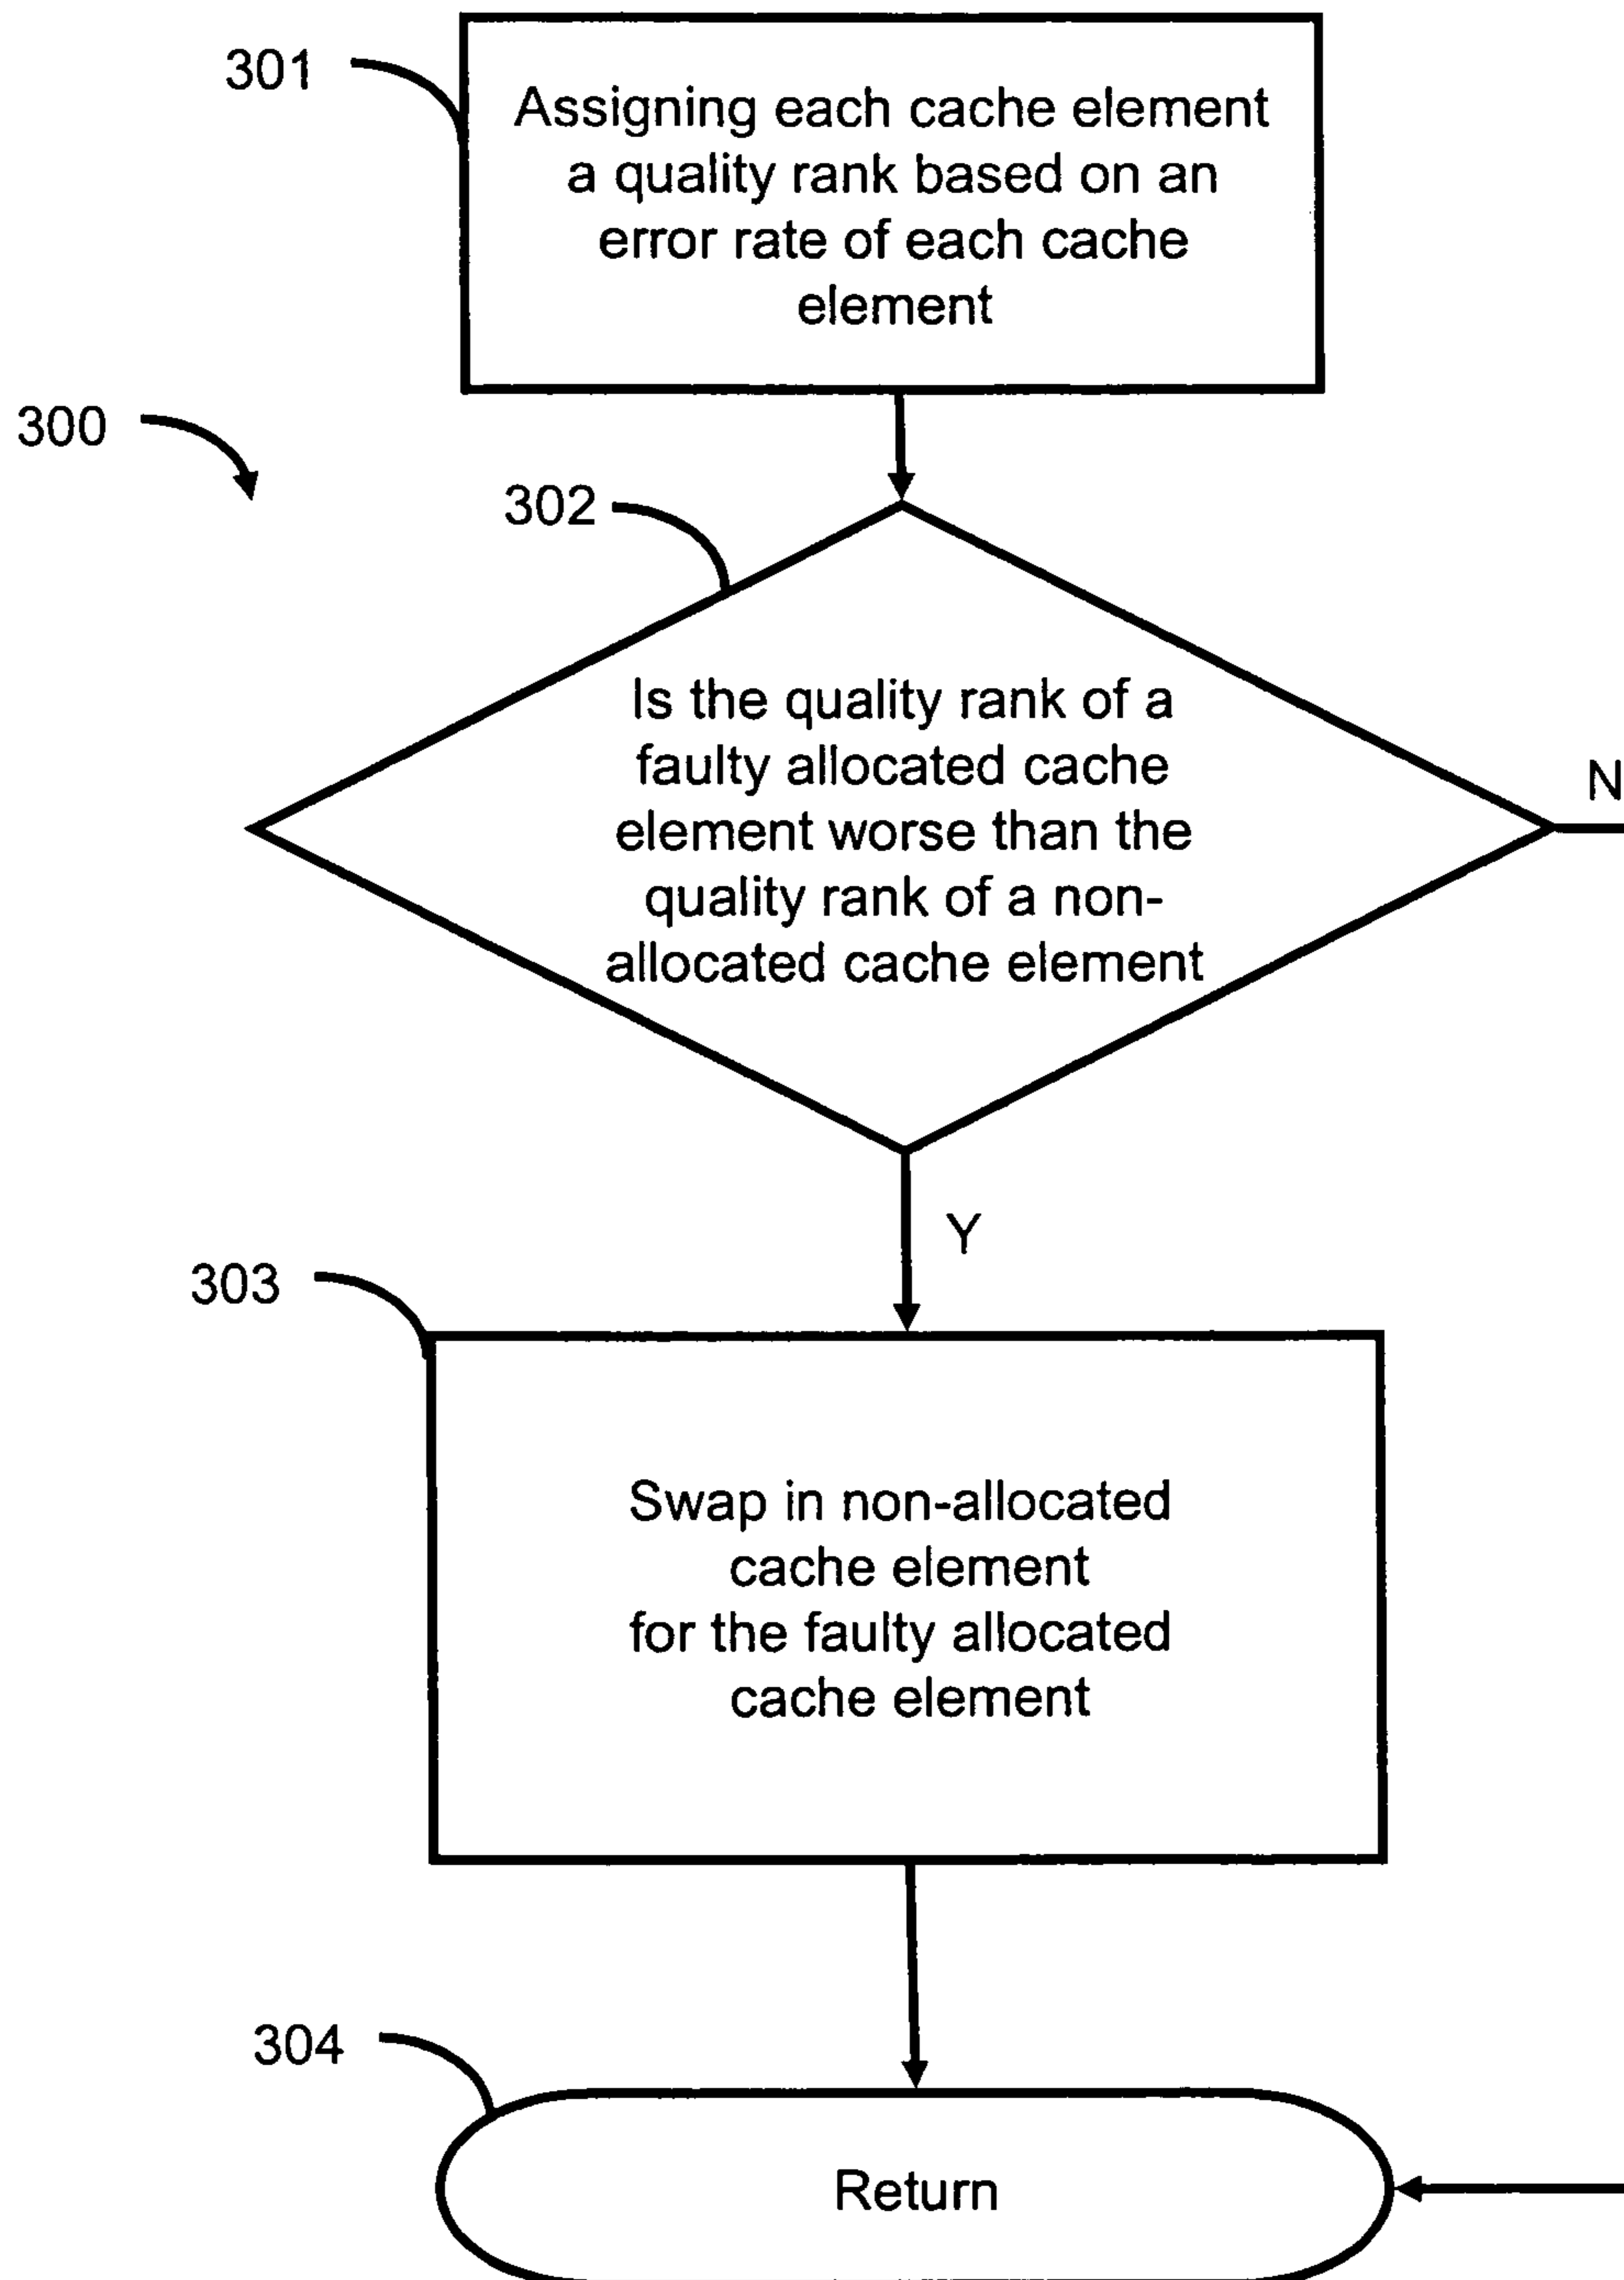 301
Assigning each cache element
a quality rank based on an
error rate of each cache
element
300
302
Is the quality rank of a
faulty allocated cache
element worse than the
quality rank of a non-
allocated cache element
N
Y
303
Swap in non-allocated
cache element
for the faulty allocated
cache element
304
Return